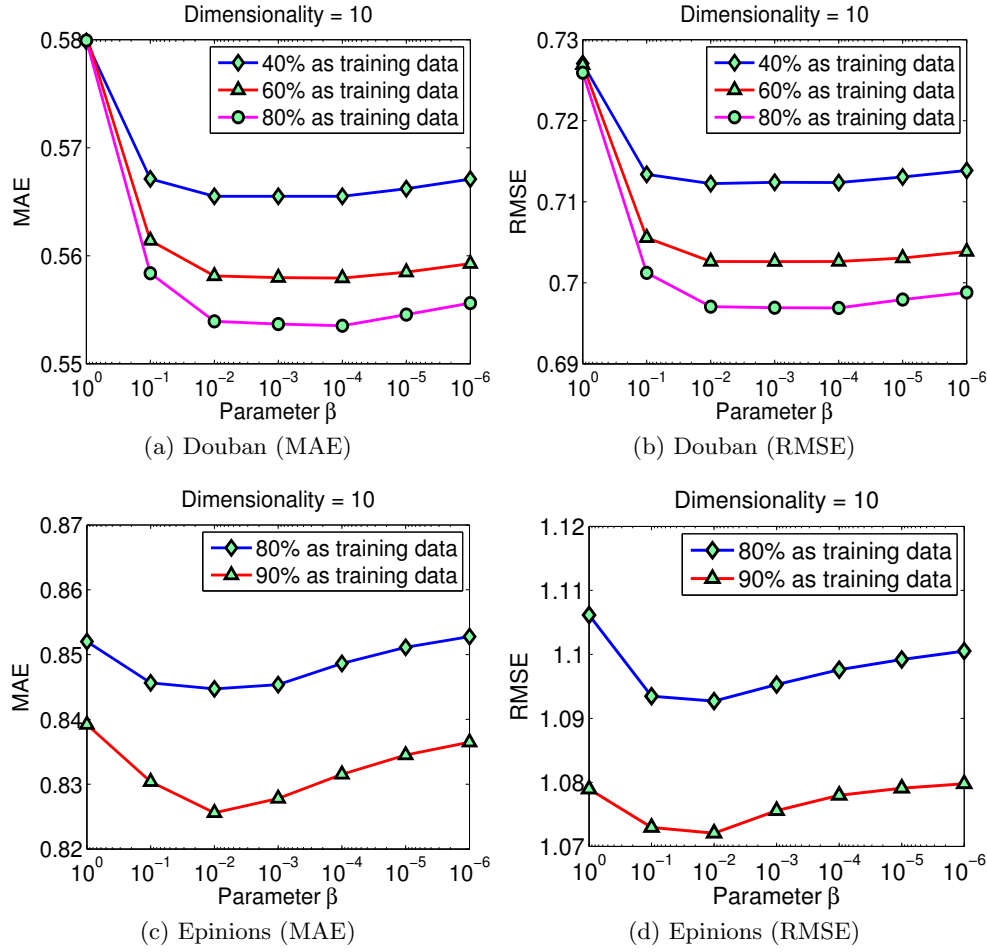 Dimensionality = 10
0.58
0.57
0.56
0.55
MAE
40% as training data
60% as training data
80% as training data
10^0 10^-1 10^-2 10^-3 10^-4 10^-5 10^-6
Parameter β
(a) Douban (MAE)
Dimensionality = 10
0.73
0.72
0.71
0.7
0.69
RMSE
40% as training data
60% as training data
80% as training data
10^0 10^-1 10^-2 10^-3 10^-4 10^-5 10^-6
Parameter β
(b) Douban (RMSE)
Dimensionality = 10
0.87
0.86
0.85
0.84
0.83
0.82
MAE
80% as training data
90% as training data
10^0 10^-1 10^-2 10^-3 10^-4 10^-5 10^-6
Parameter β
(c) Epinions (MAE)
Dimensionality = 10
1.12
1.11
1.1
1.09
1.08
1.07
RMSE
80% as training data
90% as training data
10^0 10^-1 10^-2 10^-3 10^-4 10^-5 10^-6
Parameter β
(d) Epinions (RMSE)